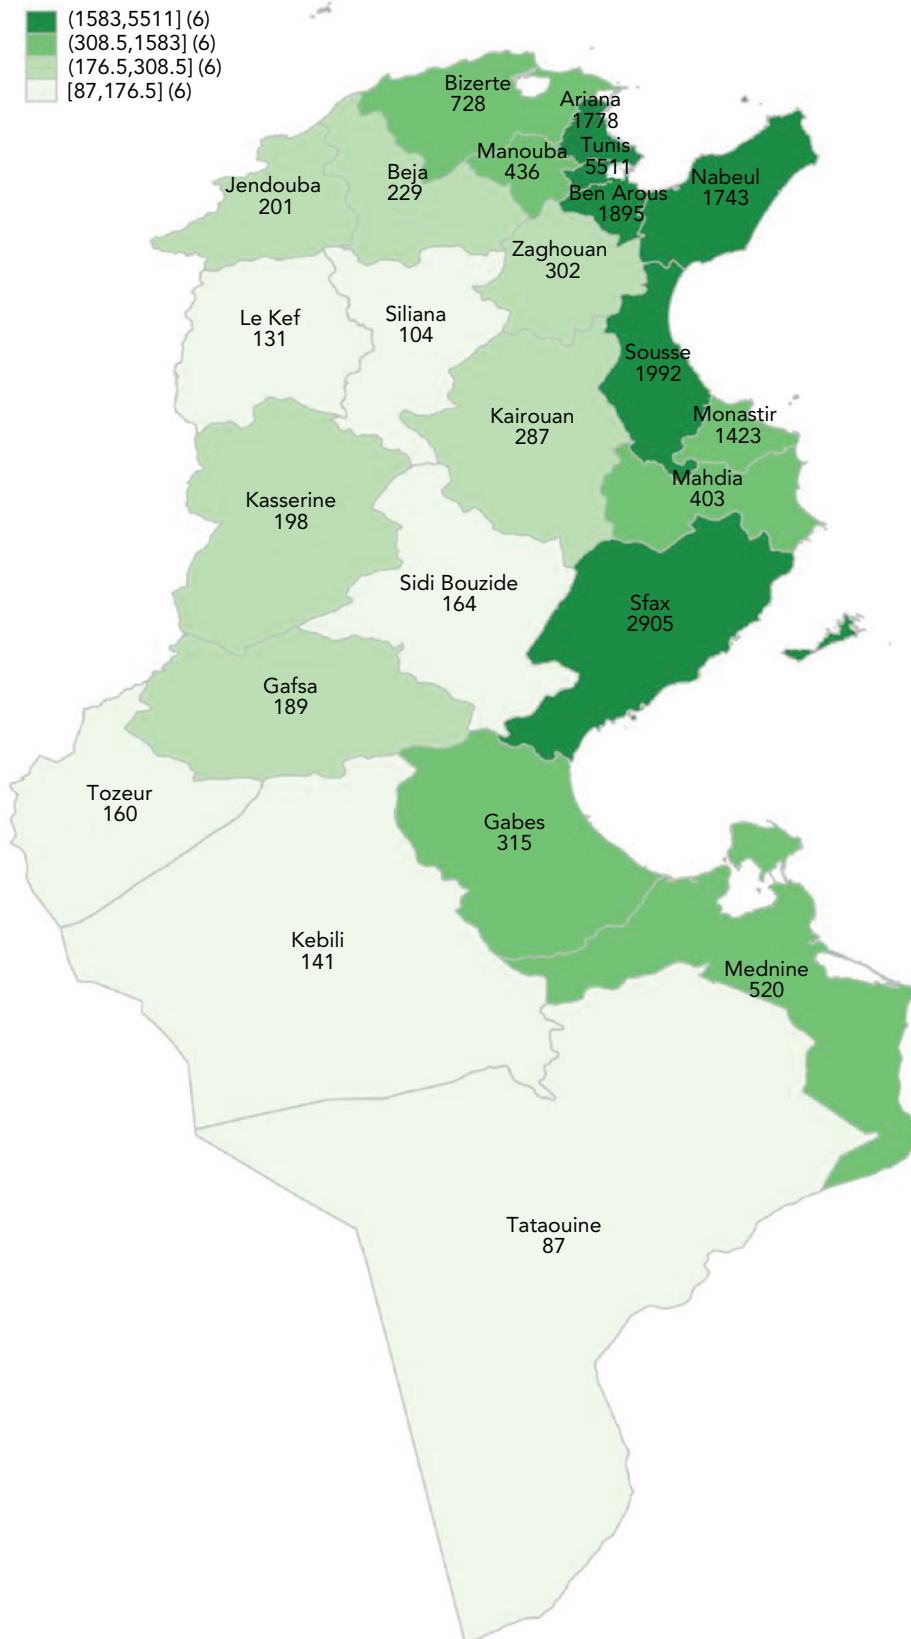 (1583,5511] (6)
(308.5,1583] (6)
(176.5,308.5] (6)
[87,176.5] (6)
Bizerte
728
Ariana
1778
Tunis
5511
Manouba
436
Beja
229
Jendouba
201
Nabeul
1743
Ben Arous
1895
Zaghouan
302
Le Kef
131
Siliana
104
Sousse
1992
Kairouan
287
Monastir
1423
Mahdia
403
Kasserine
198
Sidi Bouzide
164
Sfax
2905
Gafsa
189
Tozeur
160
Gabes
315
Kebili
141
Mednine
520
Tataouine
87